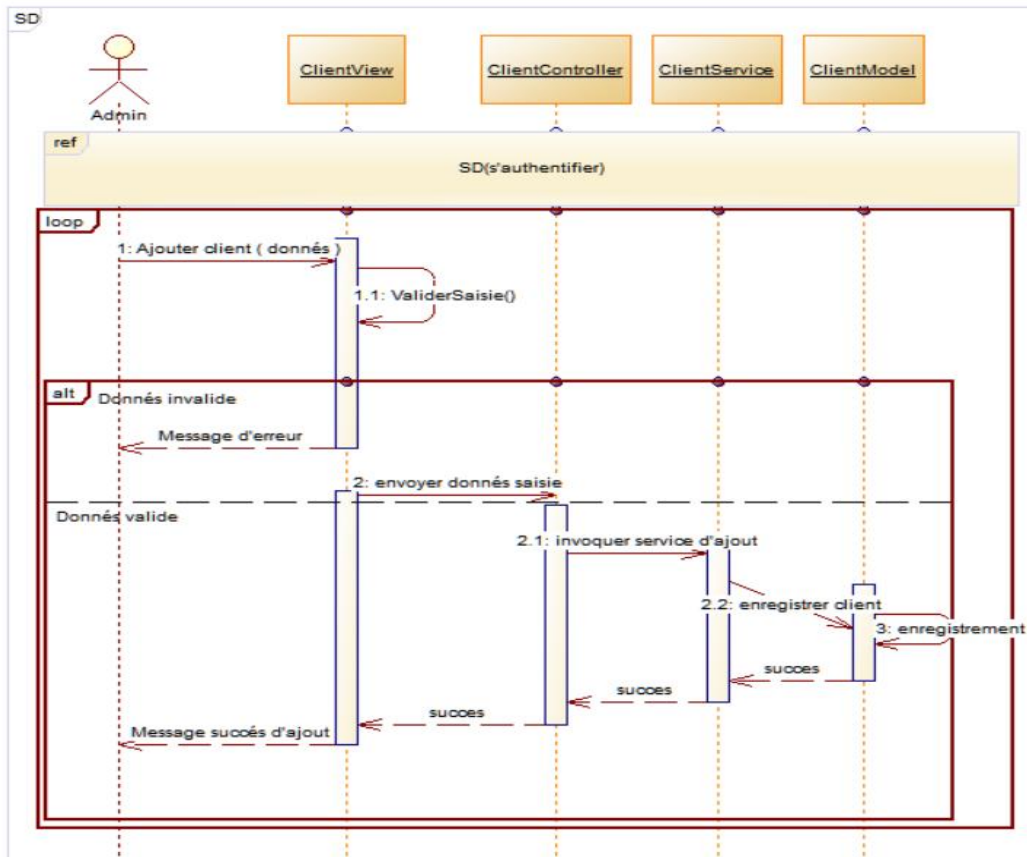 SD
Admin
ClientView
ClientController
ClientService
ClientModel
ref
SD(s'authentifier)
loop
1: Ajouter client ( donnés )
1.1: ValiderSaisie()
alt
Donnés invalide
Message d'erreur
2: envoyer donnés saisie
Donnés valide
2.1: invoquer service d'ajout
2.2: enregistrer client
3: enregistrement
succes
succes
succes
Message succés d'ajout